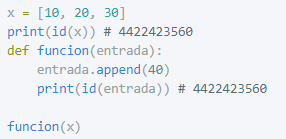 x = [10, 20, 30]
print(id(x)) # 4422423560
def funcion(entrada):
    entrada.append(40)
    print(id(entrada)) # 4422423560

funcion(x)